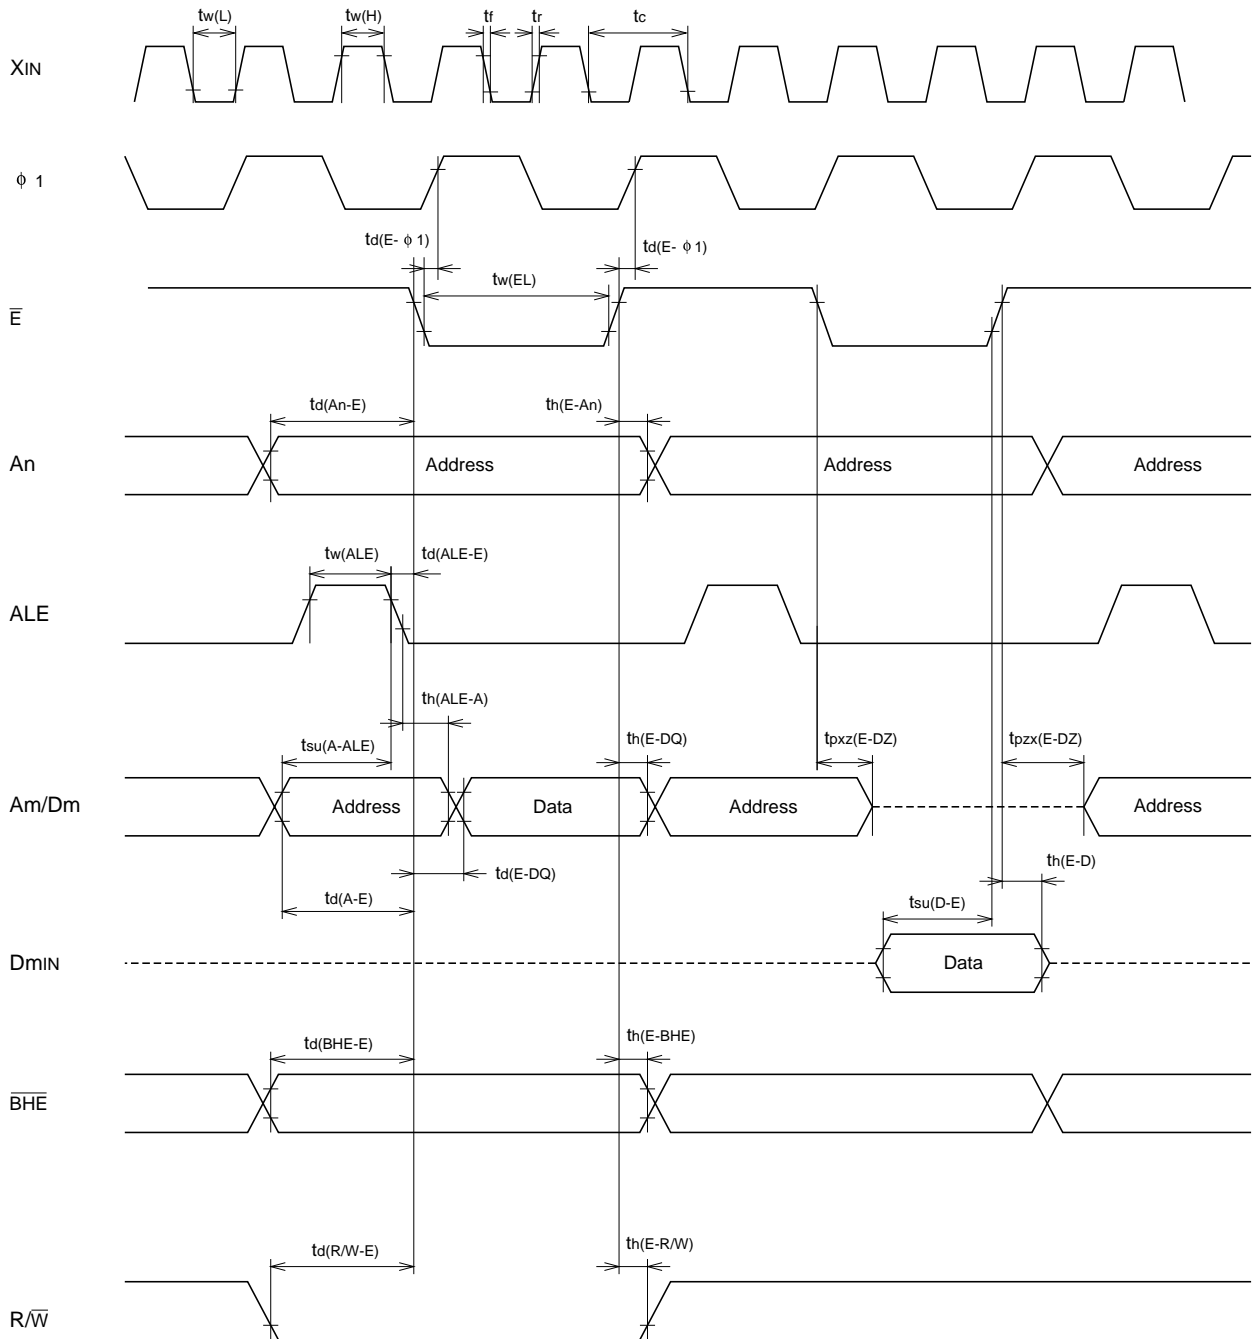 tw(L) tw(H) tf tr tc
XIN
ϕ 1
td(E- ϕ 1) td(E- ϕ 1)
tw(EL)
E̅
td(An-E) th(E-An)
An Address Address Address
tw(ALE) td(ALE-E)
ALE
th(ALE-A)
tsu(A-ALE) th(E-DQ) tpxz(E-DZ) tpzx(E-DZ)
Am/Dm Address Data Address Address
td(E-DQ) th(E-D)
td(A-E) tsu(D-E)
DmIN Data
td(BHE-E) th(E-BHE)
B̅H̅E̅
td(R/W-E) th(E-R/W)
R/W̅